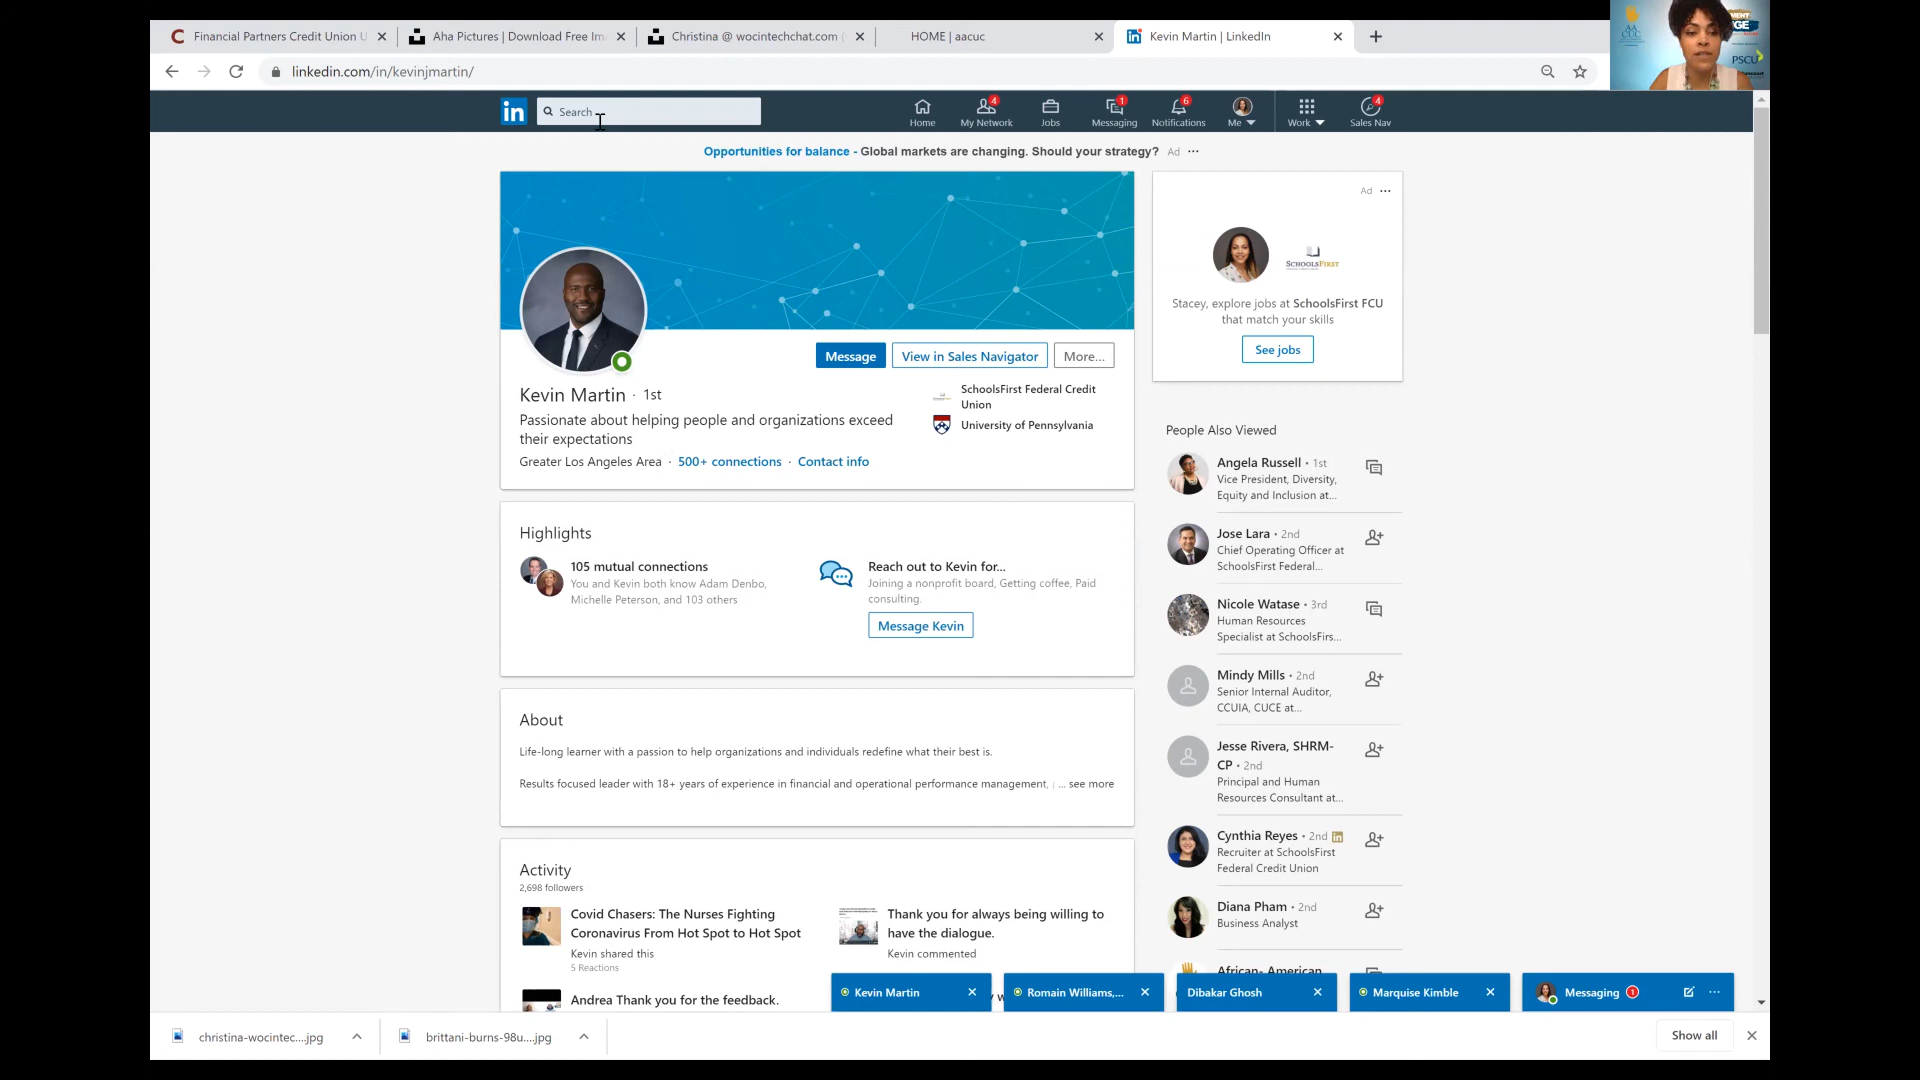 Financial Partners Credit Union U
Aha Pictures | Download Free Im
Christina @ wocintechchat.com (
HOME | aacuc
Kevin Martin | LinkedIn
linkedin.com/in/kevinjmartin/
PSCU
in
Search
Home
4
My Network
Jobs
1
Messaging
6
Notifications
Me
Work
4
Sales Nav
Opportunities for balance - Global markets are changing. Should your strategy? Ad
Ad
SCHOOLSFIRST
Stacey, explore jobs at SchoolsFirst FCU
that match your skills
See jobs
Message
View in Sales Navigator
More...
Kevin Martin · 1st
Passionate about helping people and organizations exceed
their expectations
Greater Los Angeles Area · 500+ connections · Contact info
SchoolsFirst Federal Credit
Union
University of Pennsylvania
Highlights
105 mutual connections
You and Kevin both know Adam Denbo,
Michelle Peterson, and 103 others
Reach out to Kevin for...
Joining a nonprofit board, Getting coffee, Paid
consulting.
Message Kevin
About
Life-long learner with a passion to help organizations and individuals redefine what their best is.
Results focused leader with 18+ years of experience in financial and operational performance management, ... see more
Activity
2,698 followers
Covid Chasers: The Nurses Fighting
Coronavirus From Hot Spot to Hot Spot
Kevin shared this
5 Reactions
Thank you for always being willing to
have the dialogue.
Kevin commented
Andrea Thank you for the feedback.
People Also Viewed
Angela Russell • 1st
Vice President, Diversity,
Equity and Inclusion at...
Jose Lara • 2nd
Chief Operating Officer at
SchoolsFirst Federal...
Nicole Watase • 3rd
Human Resources
Specialist at SchoolsFirs...
Mindy Mills • 2nd
Senior Internal Auditor,
CCUIA, CUCE at...
Jesse Rivera, SHRM-
CP • 2nd
Principal and Human
Resources Consultant at...
Cynthia Reyes • 2nd in
Recruiter at SchoolsFirst
Federal Credit Union
Diana Pham • 2nd
Business Analyst
African- American
Kevin Martin
Romain Williams,...
Dibakar Ghosh
Marquise Kimble
Messaging 1
christina-wocintec....jpg
brittani-burns-98u....jpg
Show all